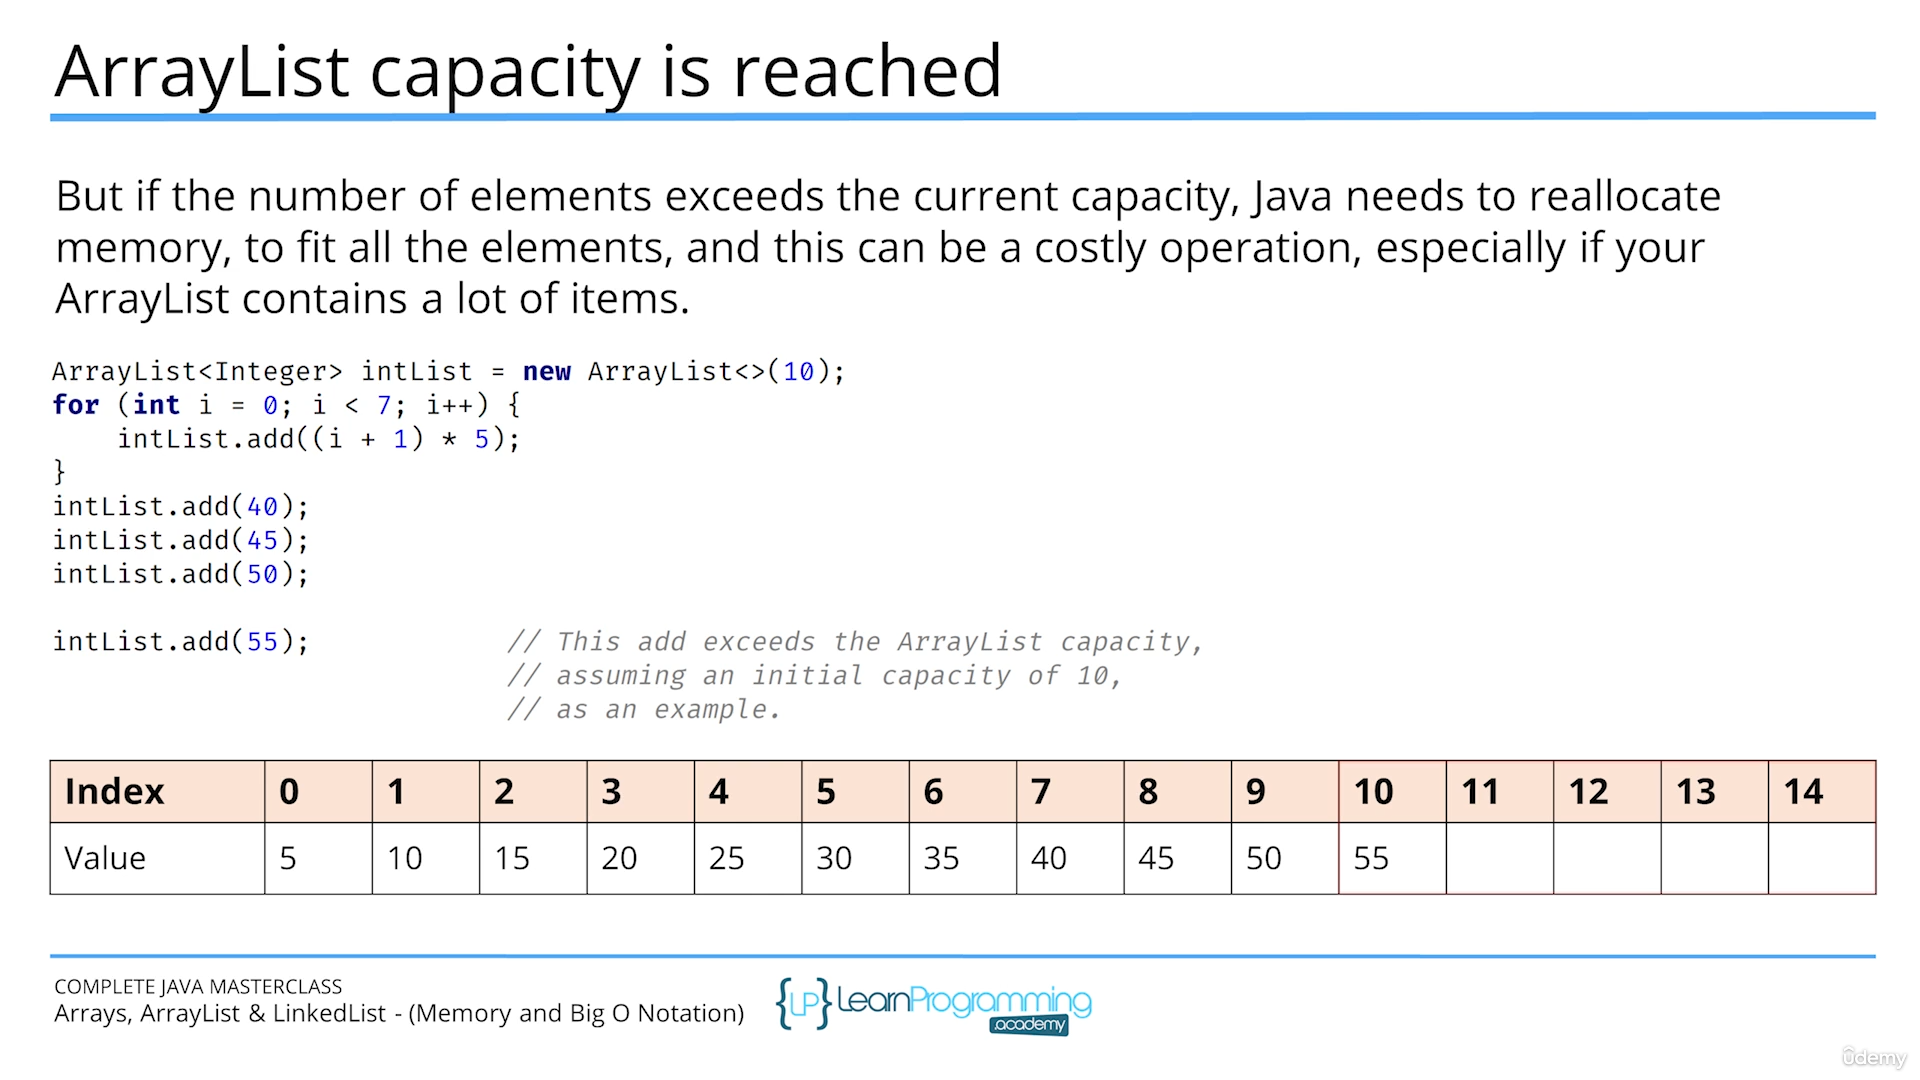 ArrayList capacity is reached
But if the number of elements exceeds the current capacity, Java needs to reallocate
memory, to fit all the elements, and this can be a costly operation, especially if your
ArrayList contains a lot of items.
ArrayList<Integer> intList = new ArrayList<>(10);
for (int i = 0; i < 7; i++) {
    intList.add((i + 1) * 5);
}
intList.add(40);
intList.add(45);
intList.add(50);
intList.add(55); // This add exceeds the ArrayList capacity,
// assuming an initial capacity of 10,
// as an example.
Index 0 1 2 3 4 5 6 7 8 9 10 11 12 13 14
Value 5 10 15 20 25 30 35 40 45 50 55
COMPLETE JAVA MASTERCLASS
Arrays, ArrayList & LinkedList - (Memory and Big O Notation)
{LP} LearnProgramming
.academy
ûdemy